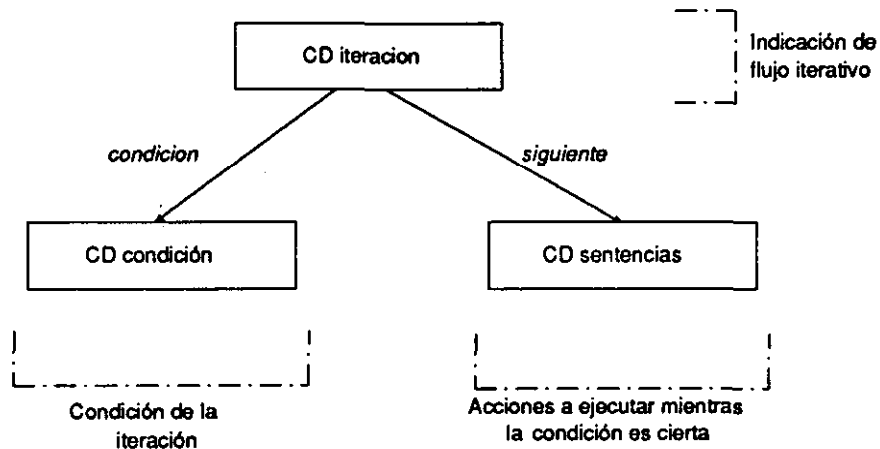 CD iteracion
Indicación de
flujo iterativo
condicion
siguiente
CD condición
CD sentencias
Condición de la
iteración
Acciones a ejecutar mientras
la condición es cierta